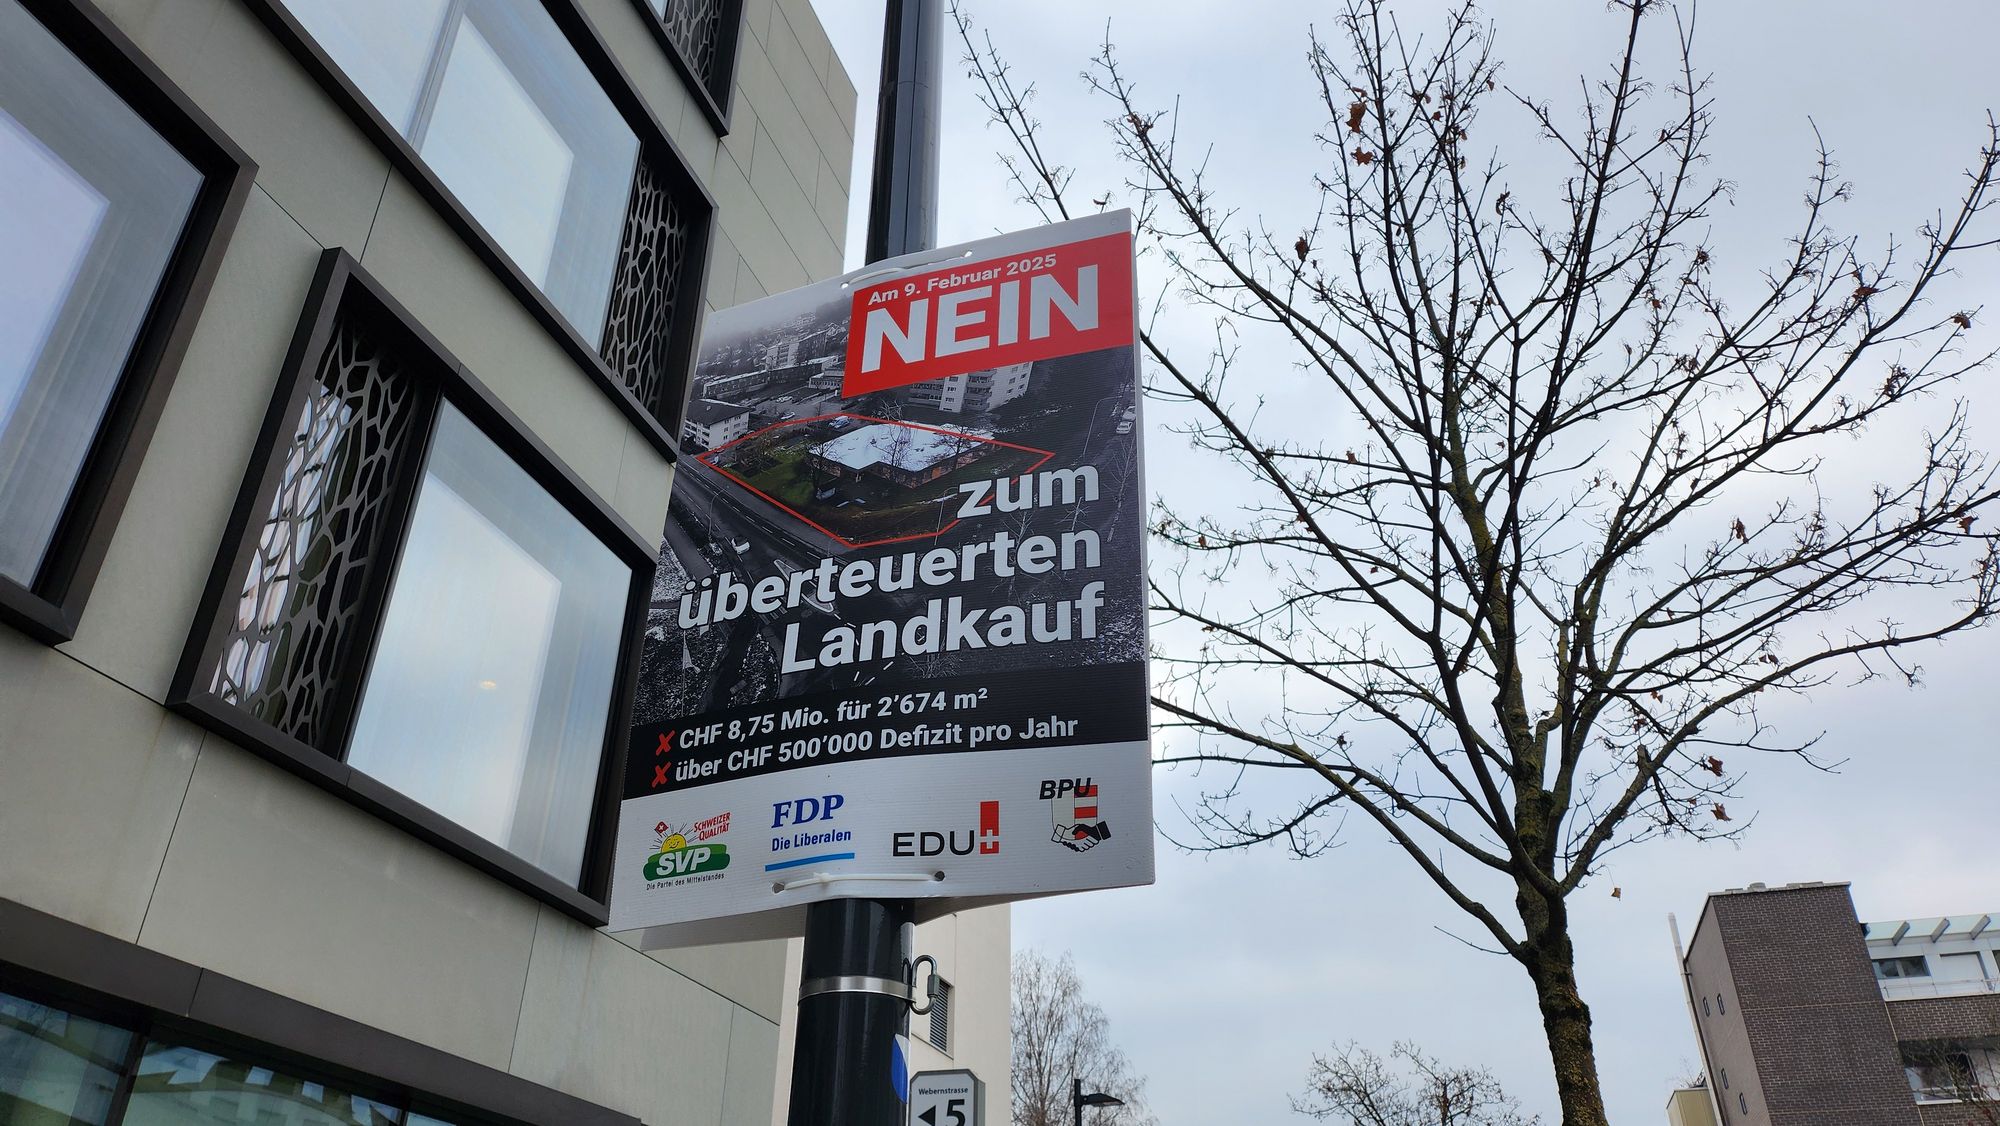 Am 9. Februar 2025
NEIN
zum
überteuerten
Landkauf
✗ CHF 8,75 Mio. für 2’674 m²
✗ über CHF 500’000 Defizit pro Jahr
SCHWEIZER
QUALITÄT
SVP
Die Partei des Mittelstandes
FDP
Die Liberalen
EDU
BPU
Webernstrasse
5